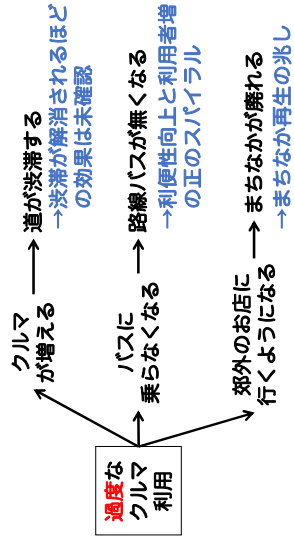 過度な
クルマ
利用
クルマ
が増える
道が渋滞する
→渋滞が解消されるほど
の効果は未確認
バスに
乗らなくなる
路線バスが無くなる
→利便性向上と利用者増
の正のスパイラル
郊外のお店に
行くようになる
まちなかが廃れる
→まちなか再生の兆し